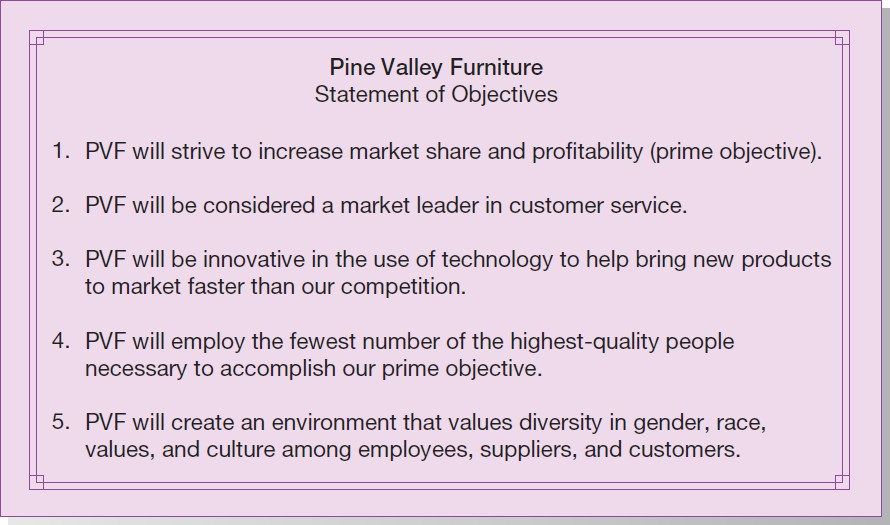 Pine Valley Furniture
Statement of Objectives
1. PVF will strive to increase market share and profitability (prime objective).
2. PVF will be considered a market leader in customer service.
3. PVF will be innovative in the use of technology to help bring new products
to market faster than our competition.
4. PVF will employ the fewest number of the highest-quality people
necessary to accomplish our prime objective.
5. PVF will create an environment that values diversity in gender, race,
values, and culture among employees, suppliers, and customers.